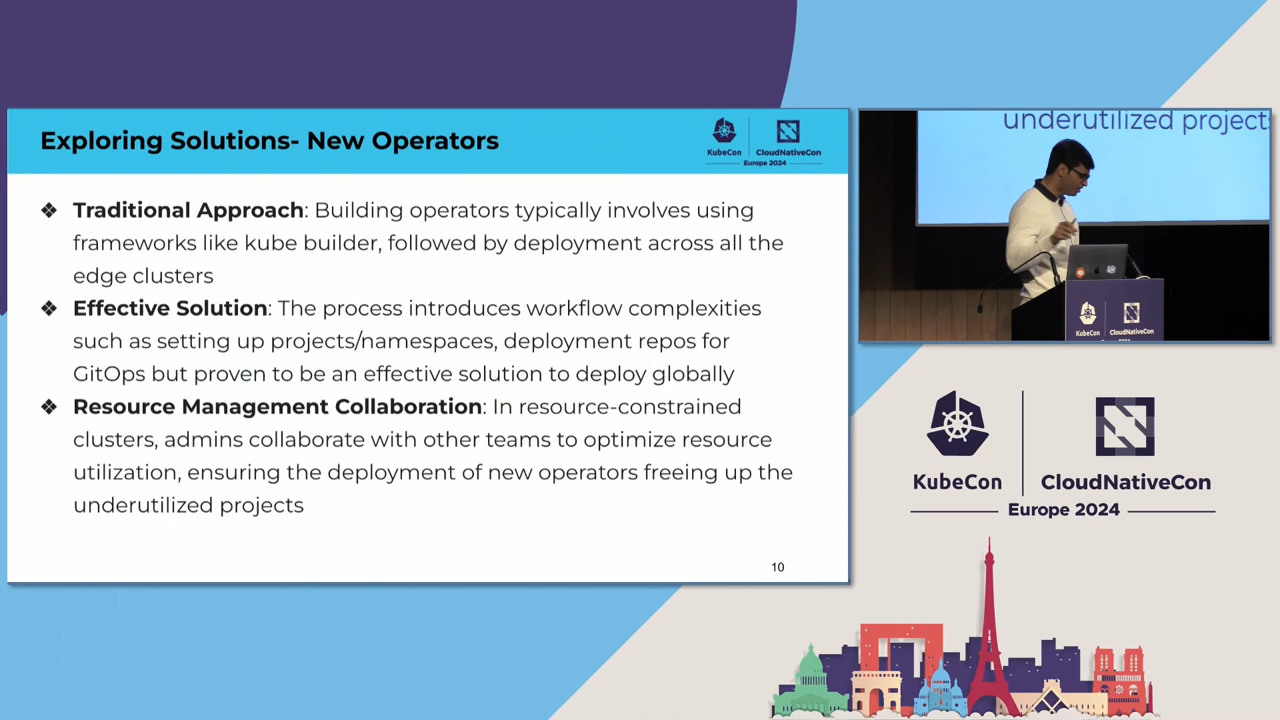 Exploring Solutions- New Operators
KubeCon
CloudNativeCon
Europe 2024
❖ Traditional Approach: Building operators typically involves using
frameworks like kube builder, followed by deployment across all the
edge clusters
❖ Effective Solution: The process introduces workflow complexities
such as setting up projects/namespaces, deployment repos for
GitOps but proven to be an effective solution to deploy globally
❖ Resource Management Collaboration: In resource-constrained
clusters, admins collaborate with other teams to optimize resource
utilization, ensuring the deployment of new operators freeing up the
underutilized projects
10
underutilized projects
KubeCon
CloudNativeCon
KubeCon
CloudNativeCon
Europe 2024